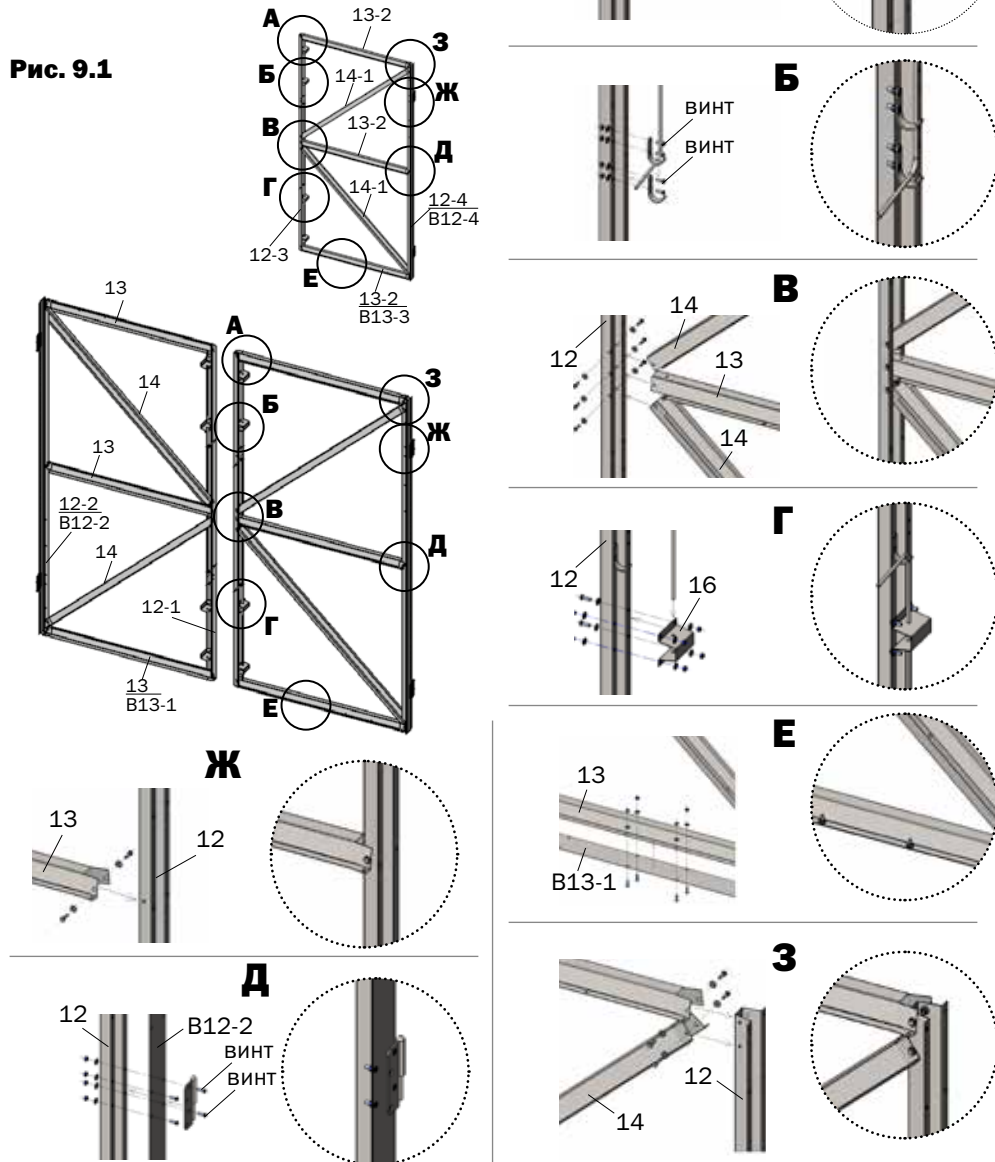 Рис. 9.1
А
13-2
З
Б
14-1
Ж
В
13-2
Д
Г
14-1
12-4
В12-4
12-3
Е
13-2
В13-3
13
А
З
14
Б
Ж
13
В
12-2
В12-2
Д
14
12-1
Г
13
В13-1
Е
Ж
13
12
Д
12
В12-2
винт
винт
Б
винт
винт
В
12
14
13
14
Г
12
16
Е
13
В13-1
З
12
14